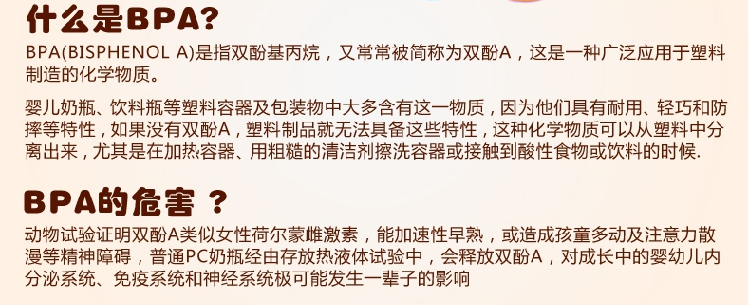 什么是BPA?
BPA(BISPHENOL A)是指双酚基丙烷，又常常被简称为双酚A，这是一种广泛应用于塑料
制造的化学物质。
婴儿奶瓶、饮料瓶等塑料容器及包装物中大多含有这一物质，因为他们具有耐用、轻巧和防
摔等特性，如果没有双酚A，塑料制品就无法具备这些特性，这种化学物质可以从塑料中分
离出来，尤其是在加热容器、用粗糙的清洁剂擦洗容器或接触到酸性食物或饮料的时候.
BPA的危害 ?
动物试验证明双酚A类似女性荷尔蒙雌激素，能加速性早熟，或造成孩童多动及注意力散
漫等精神障碍，普通PC奶瓶经由存放热液体试验中，会释放双酚A，对成长中的婴幼儿内
分泌系统、免疫系统和神经系统极可能发生一辈子的影响